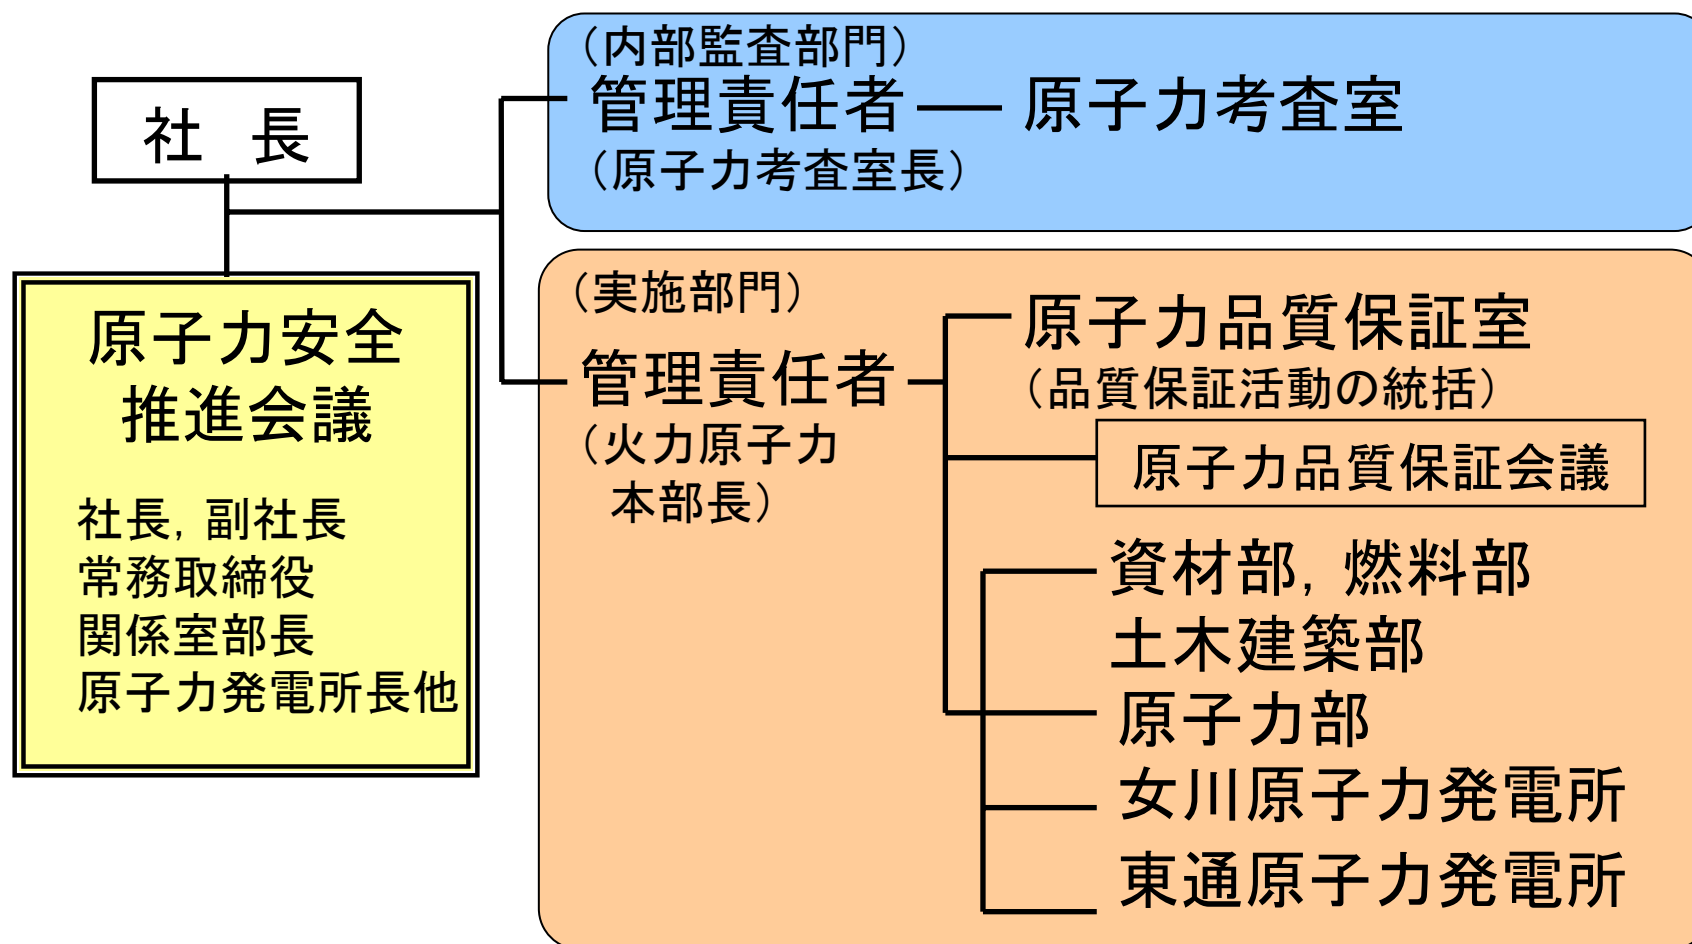 社　長
原子力安全
推進会議
社長，副社長
常務取締役
関係室部長
原子力発電所長他
（内部監査部門）
管理責任者 ― 原子力考査室
（原子力考査室長）
（実施部門）
管理責任者
（火力原子力
本部長）
原子力品質保証室
（品質保証活動の統括）
原子力品質保証会議
資材部，燃料部
土木建築部
原子力部
女川原子力発電所
東通原子力発電所